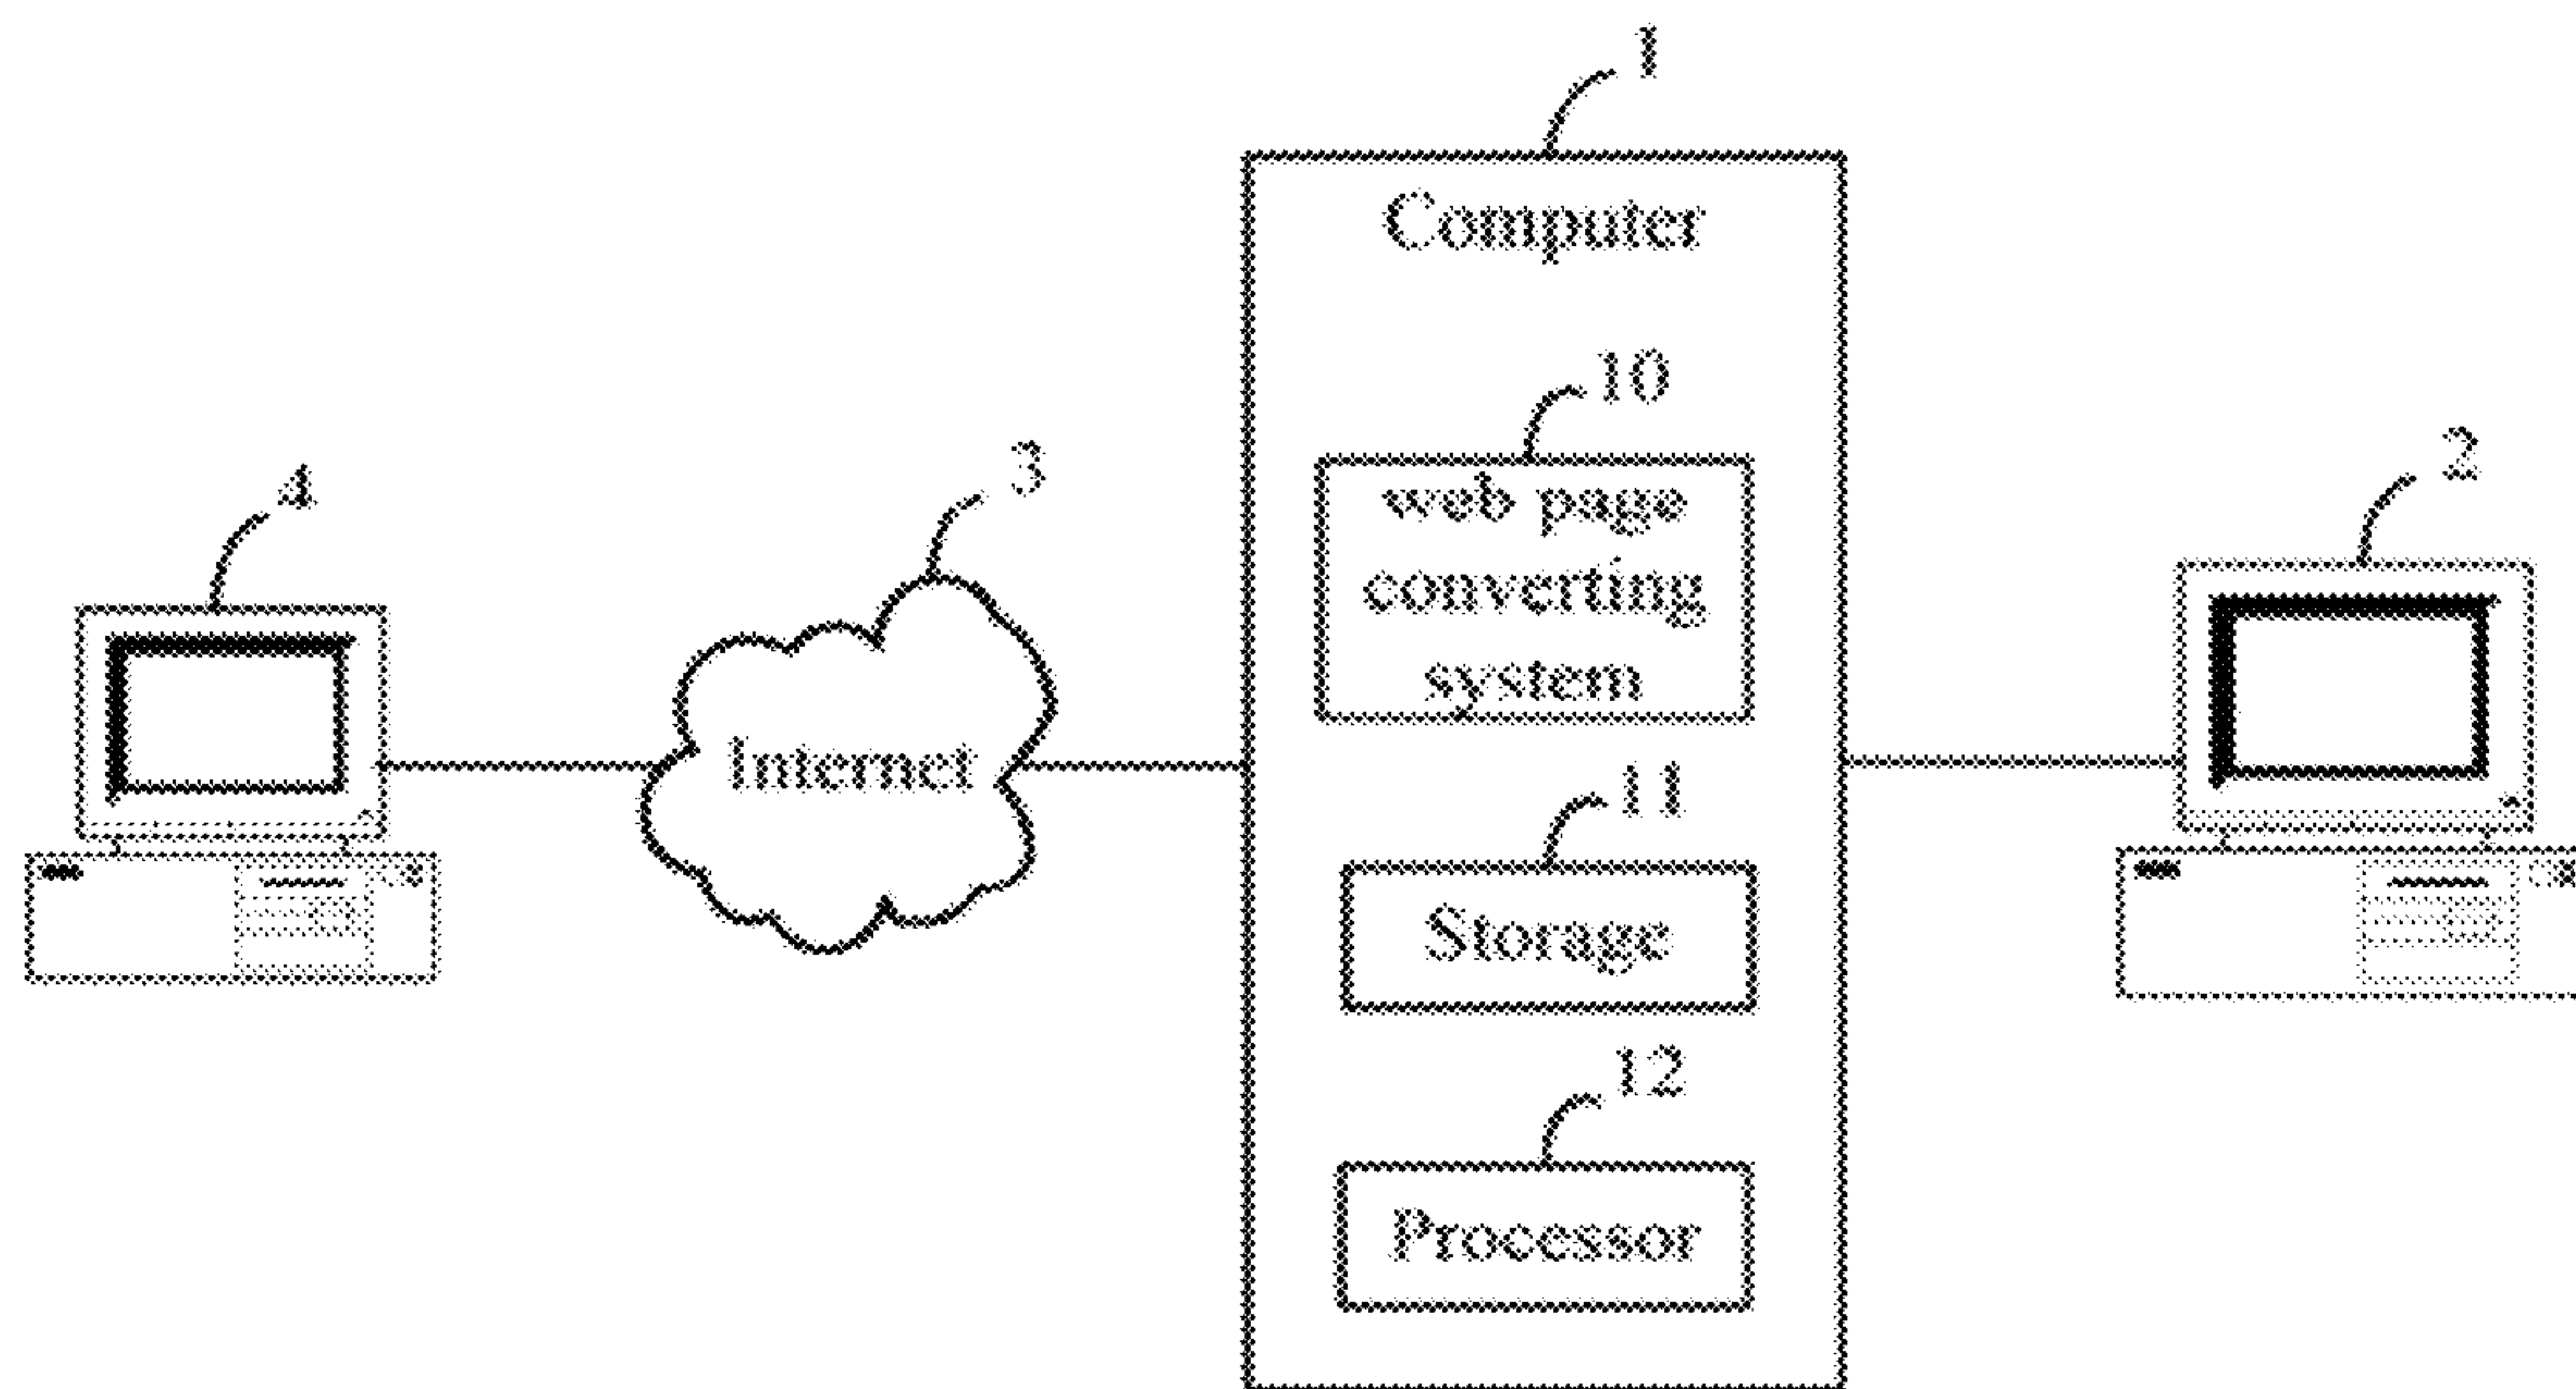 1
Computer
10
web page
converting
system
4
3
2
Internet
11
Storage
12
Processor